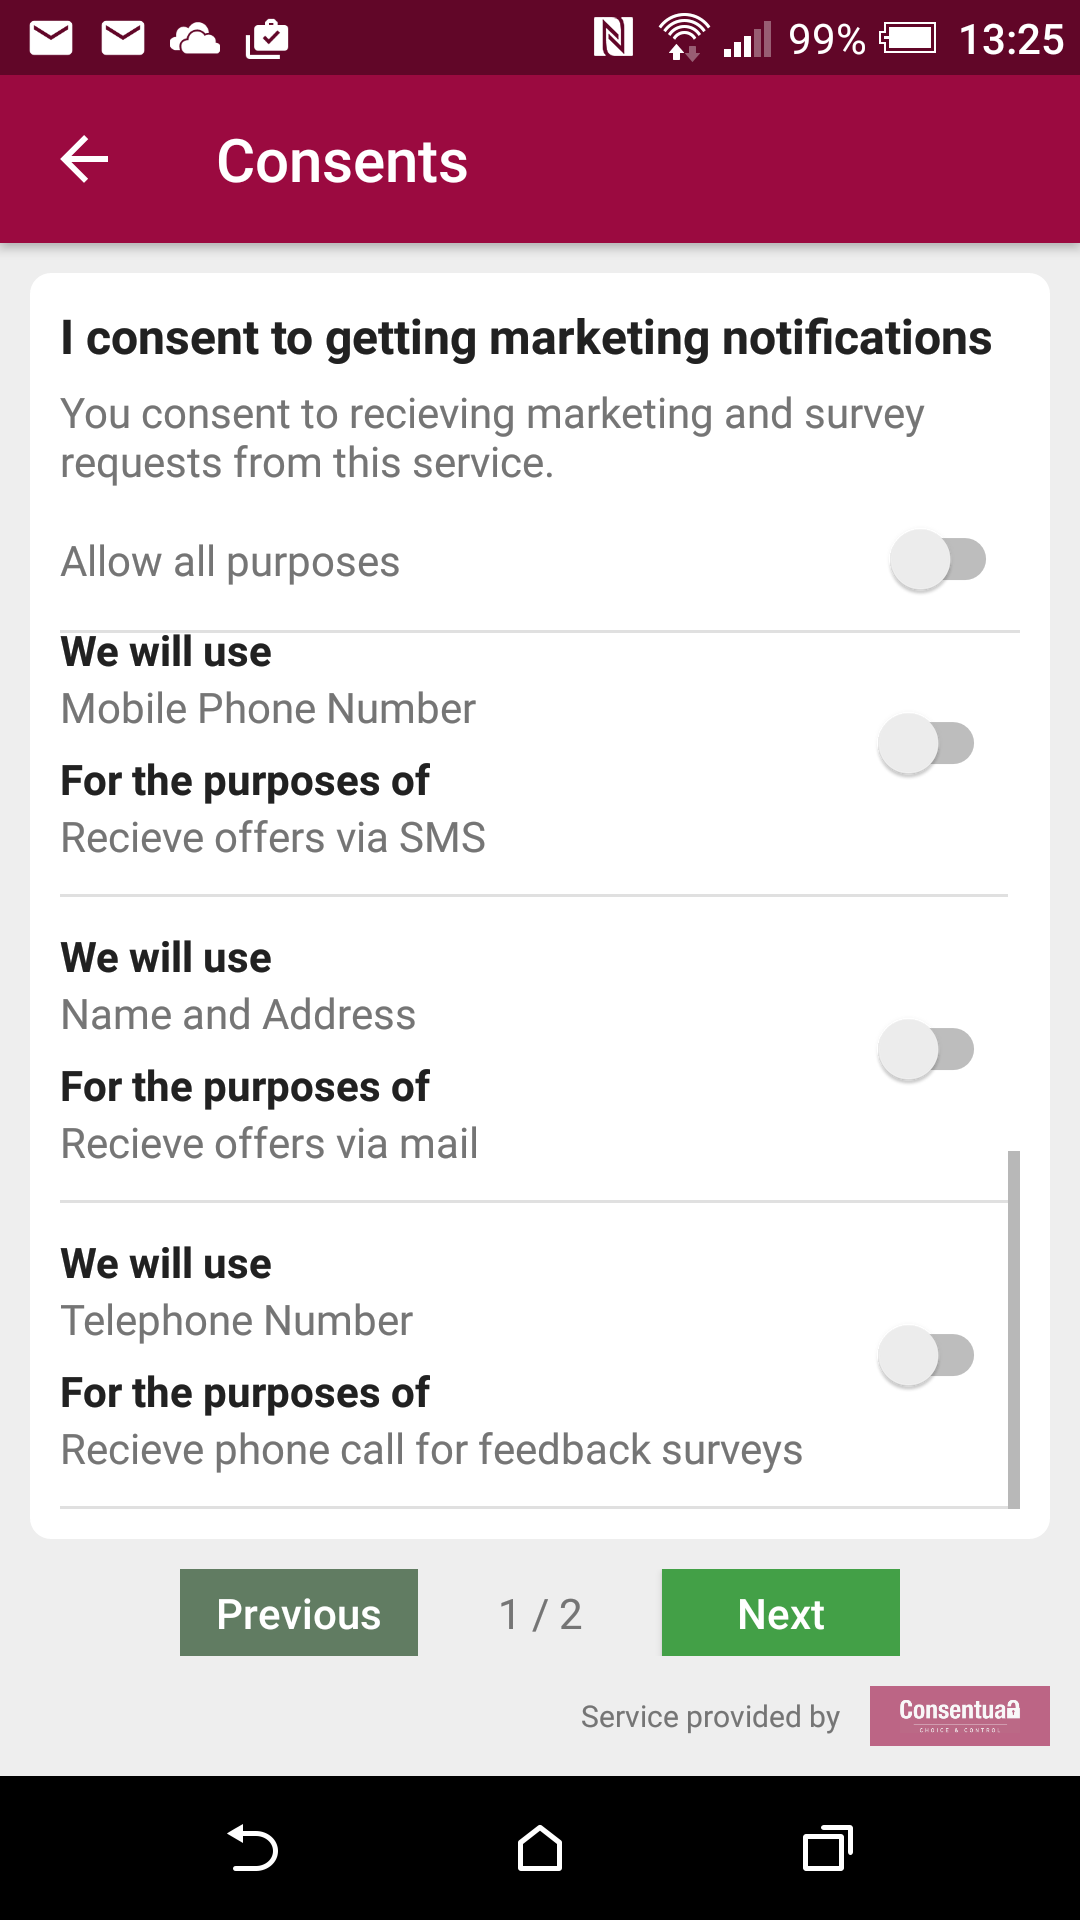 99% 13:25
Consents
I consent to getting marketing notifications
You consent to recieving marketing and survey
requests from this service.
Allow all purposes
We will use
Mobile Phone Number
For the purposes of
Recieve offers via SMS
We will use
Name and Address
For the purposes of
Recieve offers via mail
We will use
Telephone Number
For the purposes of
Recieve phone call for feedback surveys
Previous 1 / 2 Next
Service provided by Consentua
CHOICE & CONTROL